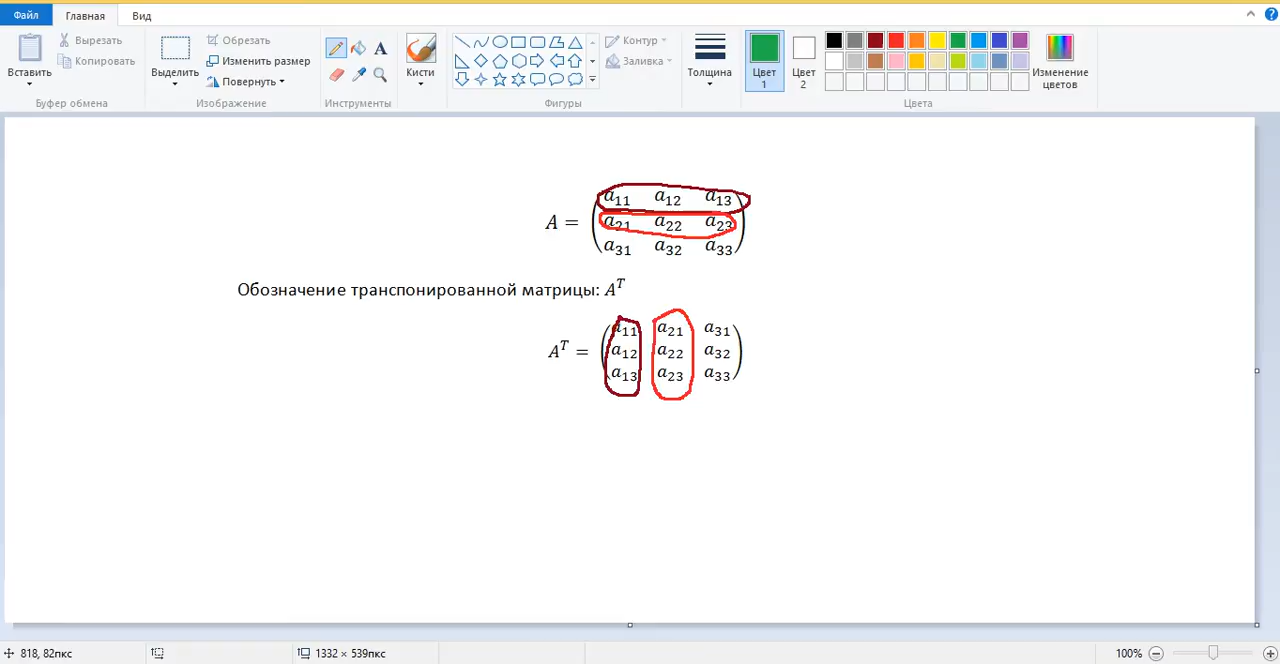 Файл Главная Вид
Вставить
Вырезать
Копировать
Буфер обмена
Выделить
Обрезать
Изменить размер
Повернуть
Изображение
A
Инструменты
Кисти
Контур
Заливка
Фигуры
Толщина
Цвет 1
Цвет 2
Изменение цветов
Цвета
a₁₁ a₁₂ a₁₃
A = a₂₁ a₂₂ a₂₃
a₃₁ a₃₂ a₃₃
Обозначение транспонированной матрицы: Aᵀ
a₁₁ a₂₁ a₃₁
Aᵀ = a₁₂ a₂₂ a₃₂
a₁₃ a₂₃ a₃₃
818, 82пкс 1332 × 539пкс 100%